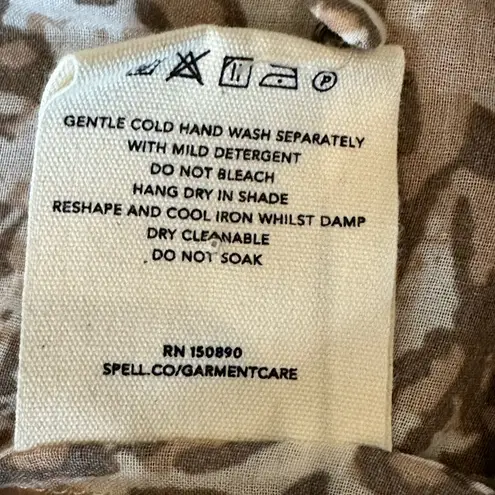 P
GENTLE COLD HAND WASH SEPARATELY
WITH MILD DETERGENT
DO NOT BLEACH
HANG DRY IN SHADE
RESHAPE AND COOL IRON WHILST DAMP
DRY CLEANABLE
DO NOT SOAK
RN 150890
SPELL.CO/GARMENTCARE